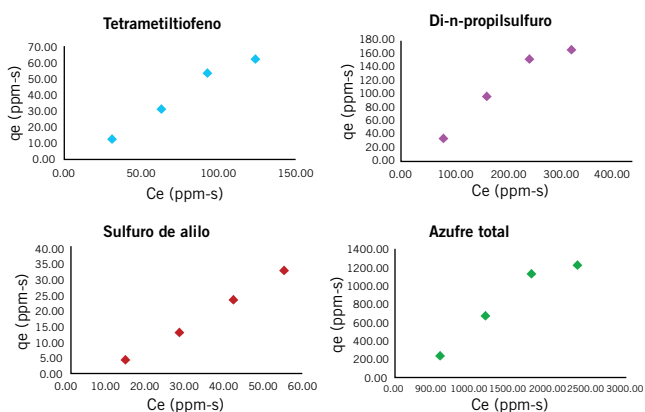 Tetrametiltiofeno
70.00
60.00
50.00
40.00
30.00
20.00
10.00
0.00
qe (ppm-s)
0.00 50.00 100.00 150.00
Ce (ppm-s)
Di-n-propilsulfuro
180.00
160.00
140.00
120.00
100.00
80.00
60.00
40.00
20.00
0.00
qe (ppm-s)
0.00 100.00 200.00 300.00 400.00
Ce (ppm-s)
Sulfuro de alilo
40.00
35.00
30.00
25.00
20.00
15.00
10.00
5.00
0.00
qe (ppm-s)
0.00 10.00 20.00 30.00 40.00 50.00 60.00
Ce (ppm-s)
Azufre total
1400.00
1200.00
1000.00
800.00
600.00
400.00
200.00
0.00
qe (ppm-s)
0.00 900.00 1000.00 1500.00 2000.00 2500.00 3000.00
Ce (ppm-s)